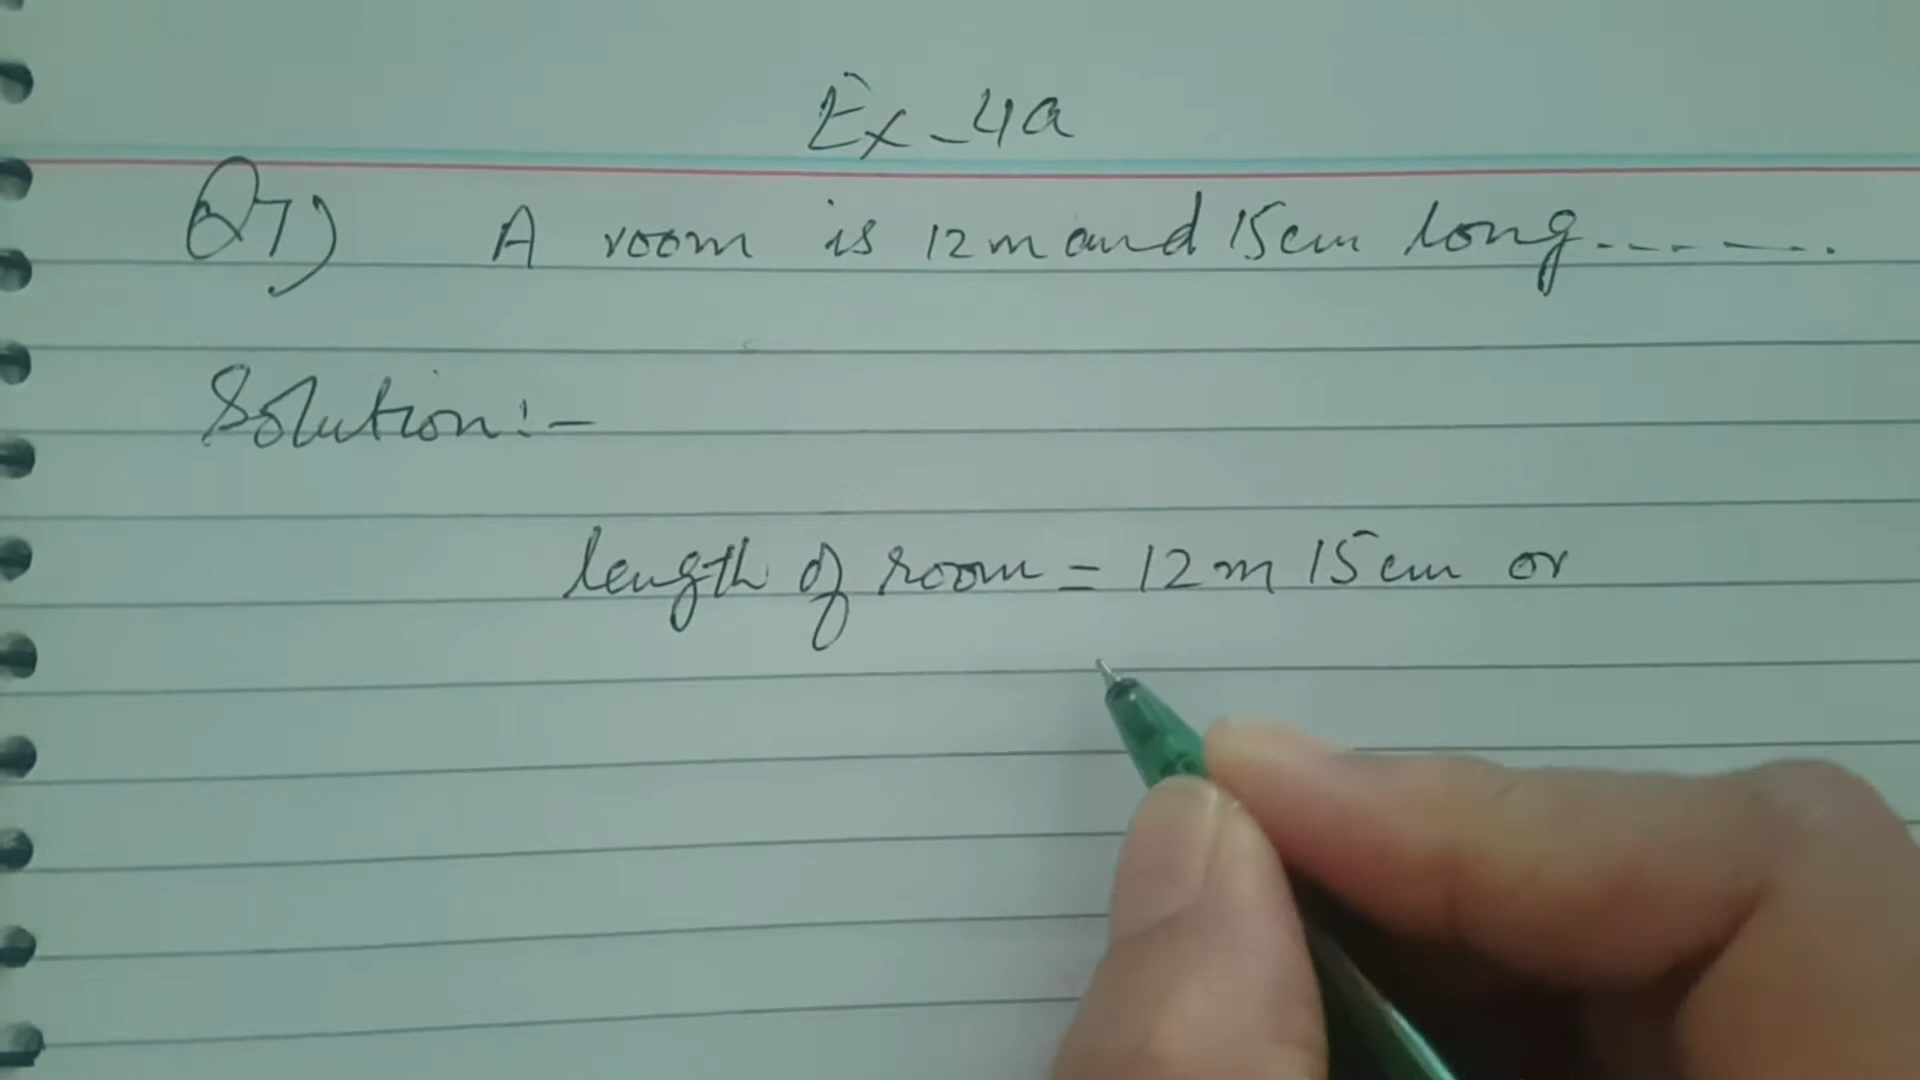 Ex-4a
Q7) A room is 12m and 15cm long.......
Solution:-
length of room = 12m 15cm or